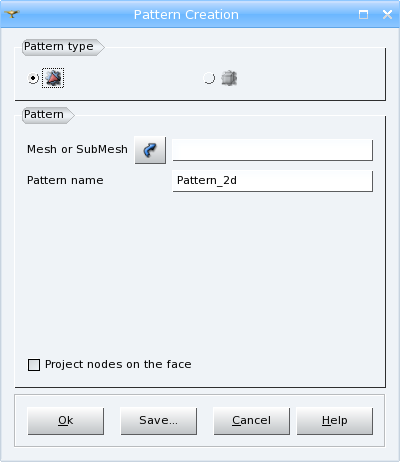 Pattern Creation
Pattern type
Pattern
Mesh or SubMesh
Pattern name Pattern_2d
Project nodes on the face
Ok Save... Cancel Help